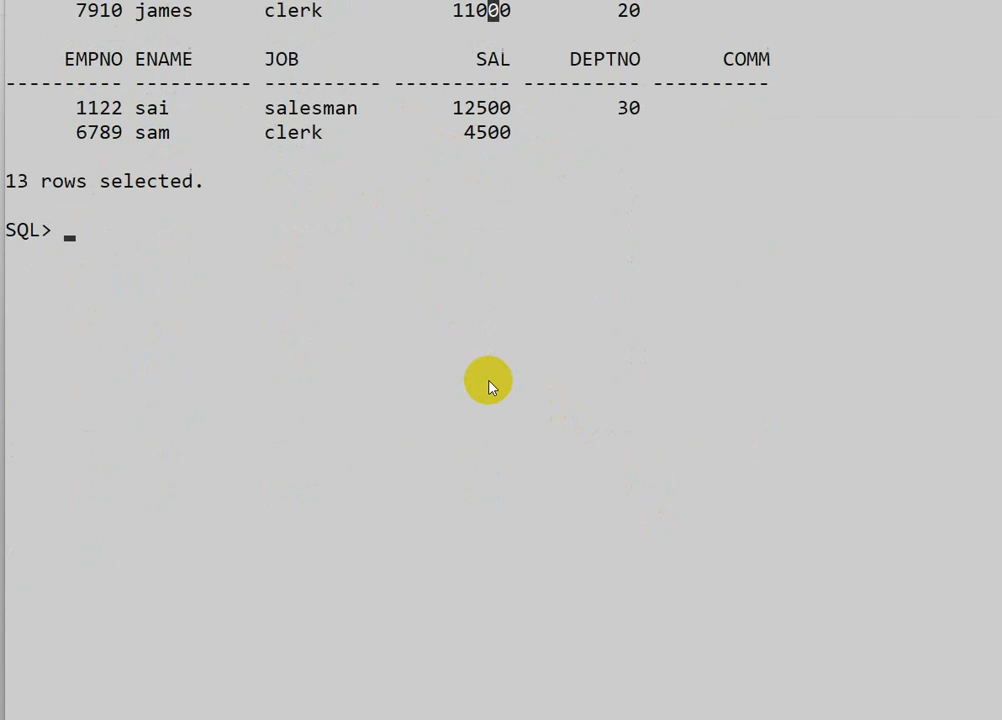 7910 james clerk 11000 20
EMPNO ENAME JOB SAL DEPTNO COMM
---------- ---------- ---------- ---------- ---------- ----------
1122 sai salesman 12500 30
6789 sam clerk 4500
13 rows selected.
SQL>